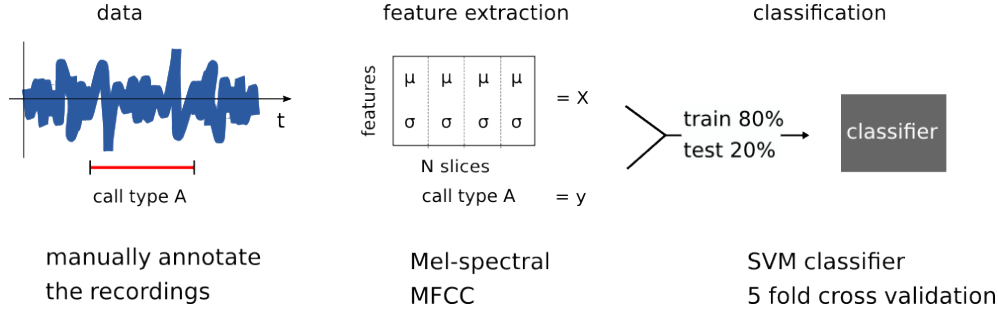 data
feature extraction
classification
t
call type A
features
μ μ μ μ
σ σ σ σ
= X
N slices
call type A = y
train 80%
test 20%
classifier
manually annotate
the recordings
Mel-spectral
MFCC
SVM classifier
5 fold cross validation